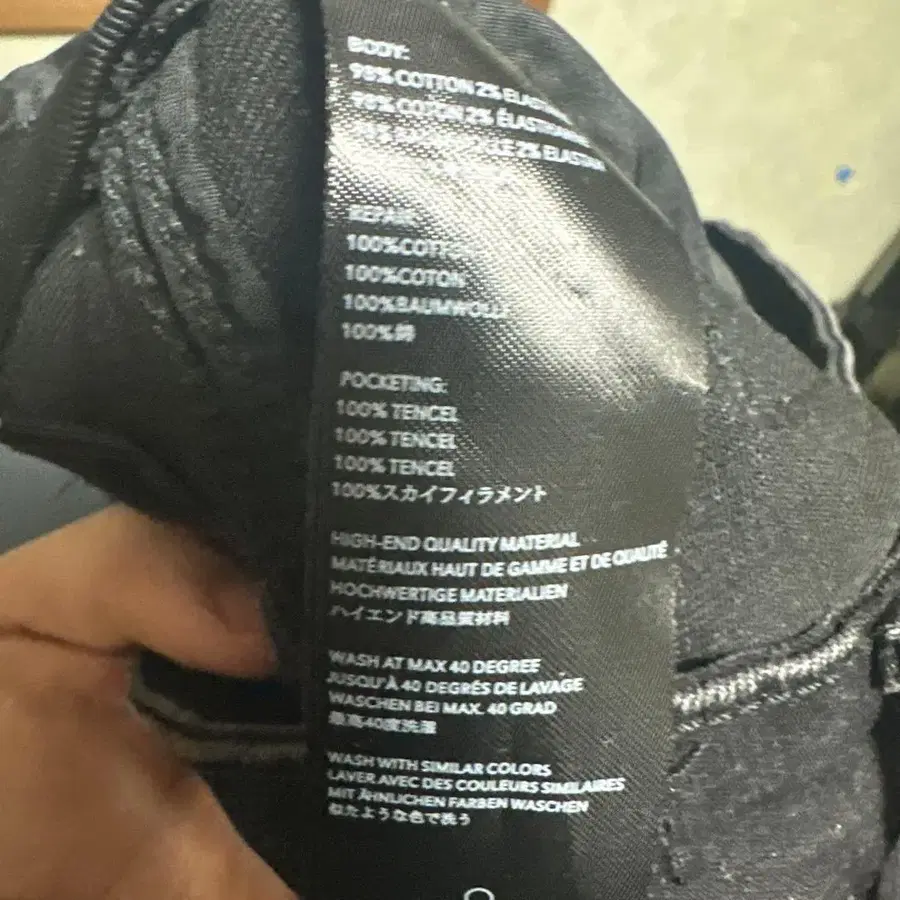 BODY:
98% COTTON 2%
98% COTON 2% ÉLASTHANNE
2% ELASTAN
REPAIR:
100%COTTON
100%COTON
100%BAUMWOLLE
100%綿
POCKETING:
100% TENCEL
100% TENCEL
100% TENCEL
100%スカイフィラメント
HIGH-END QUALITY MATERIAL
MATÉRIAUX HAUT DE GAMME ET DE QUALITÉ
HOCHWERTIGE MATERIALIEN
ハイエンド高品質材料
WASH AT MAX 40 DEGREE
JUSQU'À 40 DEGRÉS DE LAVAGE
WASCHEN BEI MAX. 40 GRAD
最高40度洗濯
WASH WITH SIMILAR COLORS
LAVER AVEC DES COULEURS SIMILAIRES
MIT ÄHNLICHEN FARBEN WASCHEN
似たような色で洗う